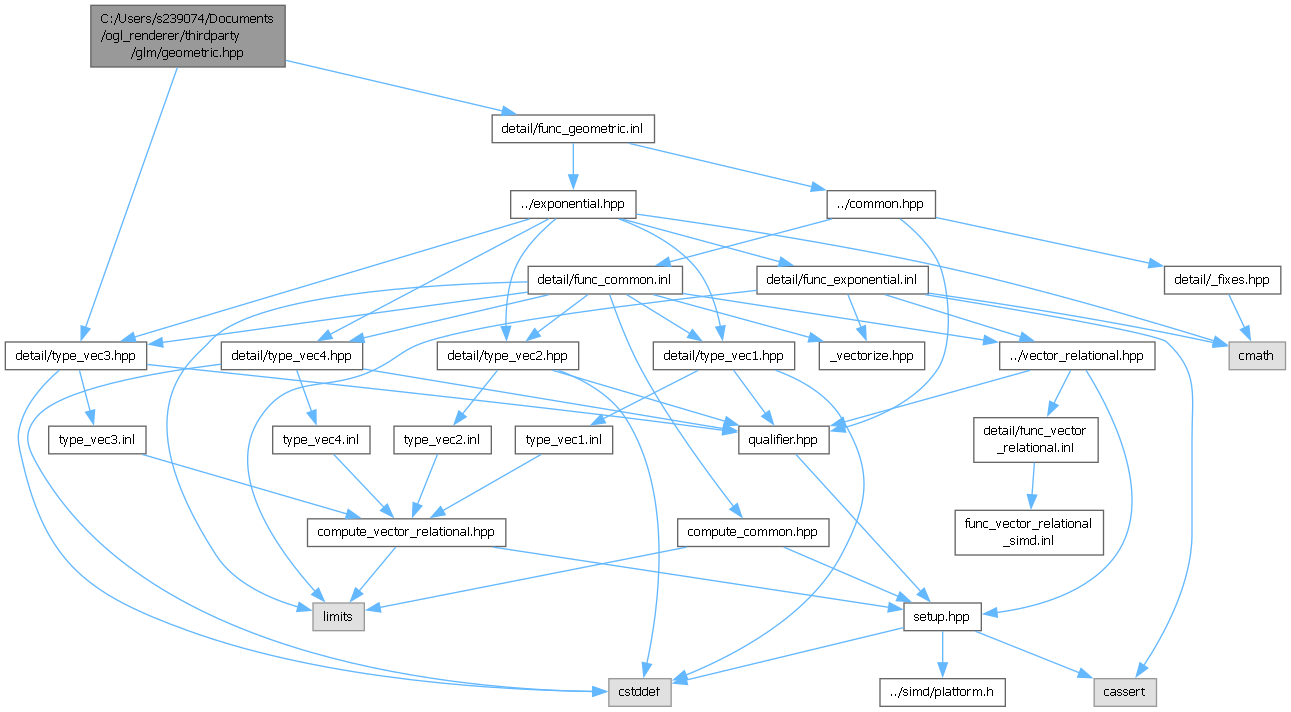 C:/Users/s239074/Documents
/ogl_renderer/thirdparty
/glm/geometric.hpp
detail/func_geometric.inl
../exponential.hpp
../common.hpp
detail/func_common.inl
detail/func_exponential.inl
detail/_fixes.hpp
detail/type_vec3.hpp
detail/type_vec4.hpp
detail/type_vec2.hpp
detail/type_vec1.hpp
_vectorize.hpp
../vector_relational.hpp
cmath
type_vec3.inl
type_vec4.inl
type_vec2.inl
type_vec1.inl
qualifier.hpp
detail/func_vector
_relational.inl
compute_vector_relational.hpp
compute_common.hpp
func_vector_relational
_simd.inl
limits
setup.hpp
cstddef
../simd/platform.h
cassert